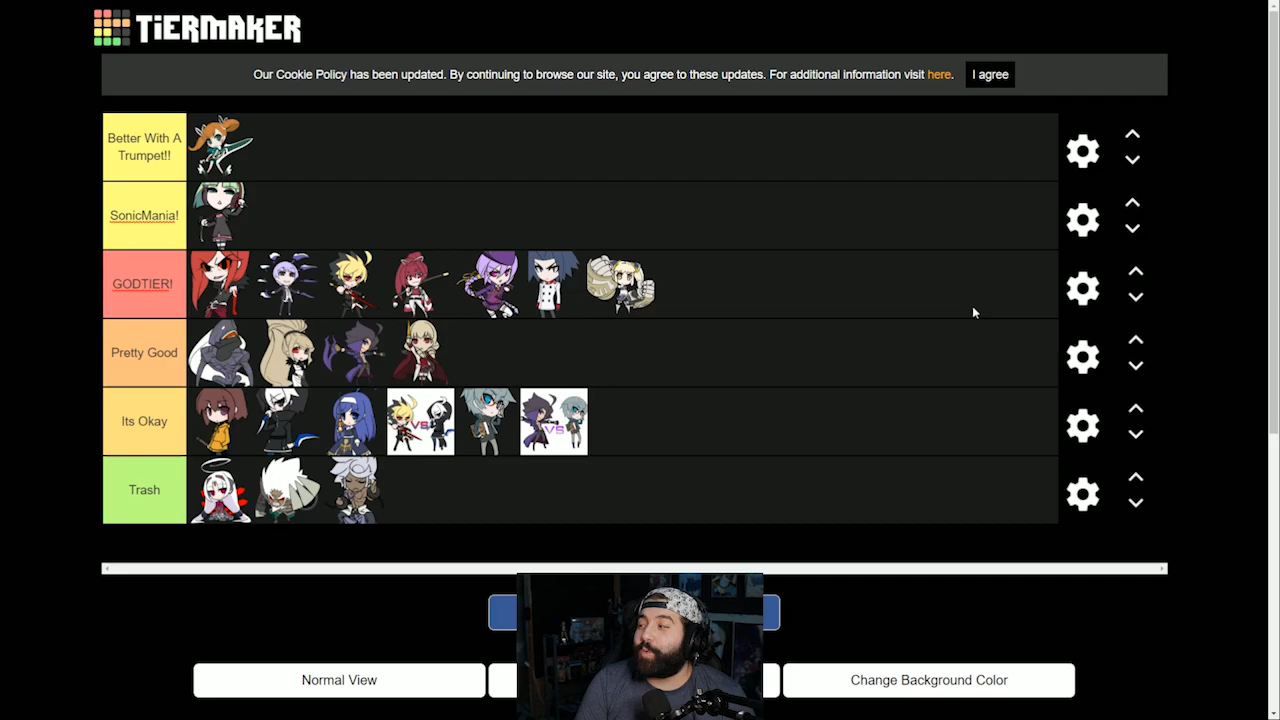 TiERMAKER
Our Cookie Policy has been updated. By continuing to browse our site, you agree to these updates. For additional information visit here. I agree
Better With A
Trumpet!!
SonicMania!
GODTIER!
Pretty Good
Its Okay
VS
VS
Trash
Normal View
Change Background Color